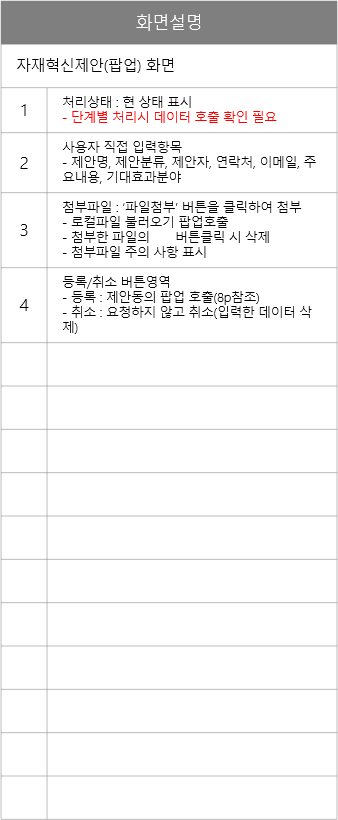 화면설명
자재혁신제안(팝업) 화면
1
처리상태 : 현 상태 표시
- 단계별 처리시 데이터 호출 확인 필요
2
사용자 직접 입력항목
- 제안명, 제안분류, 제안자, 연락처, 이메일, 주
요내용, 기대효과분야
3
첨부파일 : ‘파일첨부’ 버튼을 클릭하여 첨부
- 로컬파일 불러오기 팝업호출
- 첨부한 파일의 버튼클릭 시 삭제
- 첨부파일 주의 사항 표시
4
등록/취소 버튼영역
- 등록 : 제안동의 팝업 호출(8p참조)
- 취소 : 요청하지 않고 취소(입력한 데이터 삭
제)